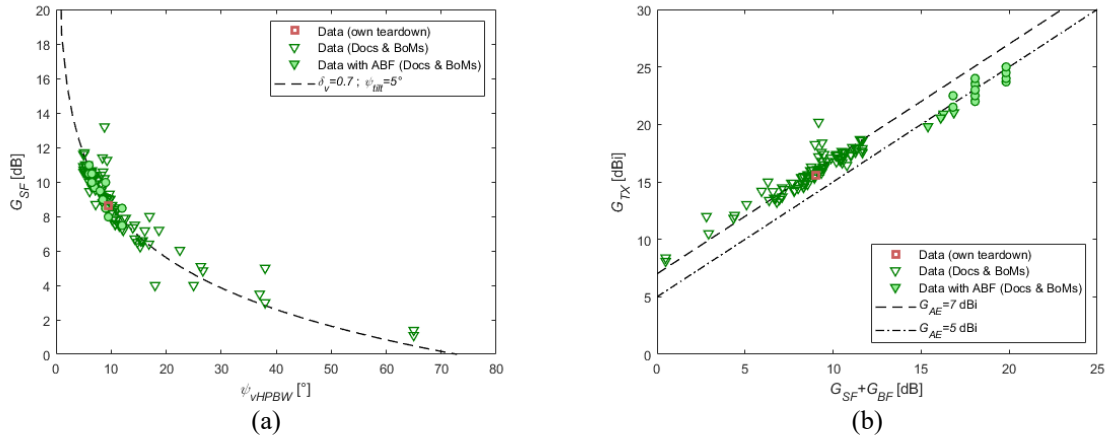 20
18
16
14
12
10
8
6
4
2
0
G_SF [dB]
0 10 20 30 40 50 60 70 80
ψ_vHPBW [°]
Data (own teardown)
Data (Docs & BoMs)
Data with ABF (Docs & BoMs)
δ_v=0.7 ; ψ_tilt=5°
(a)
30
25
20
15
10
5
0
G_TX [dBi]
0 5 10 15 20 25
G_SF+G_BF [dB]
Data (own teardown)
Data (Docs & BoMs)
Data with ABF (Docs & BoMs)
G_AE=7 dBi
G_AE=5 dBi
(b)